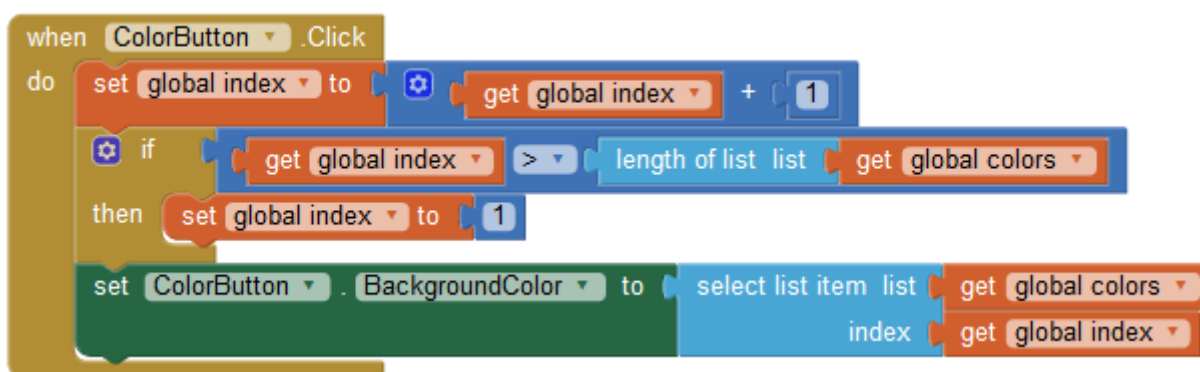 when ColorButton .Click
do set global index to get global index + 1
if get global index > length of list list get global colors
then set global index to 1
set ColorButton . BackgroundColor to select list item list get global colors
index get global index